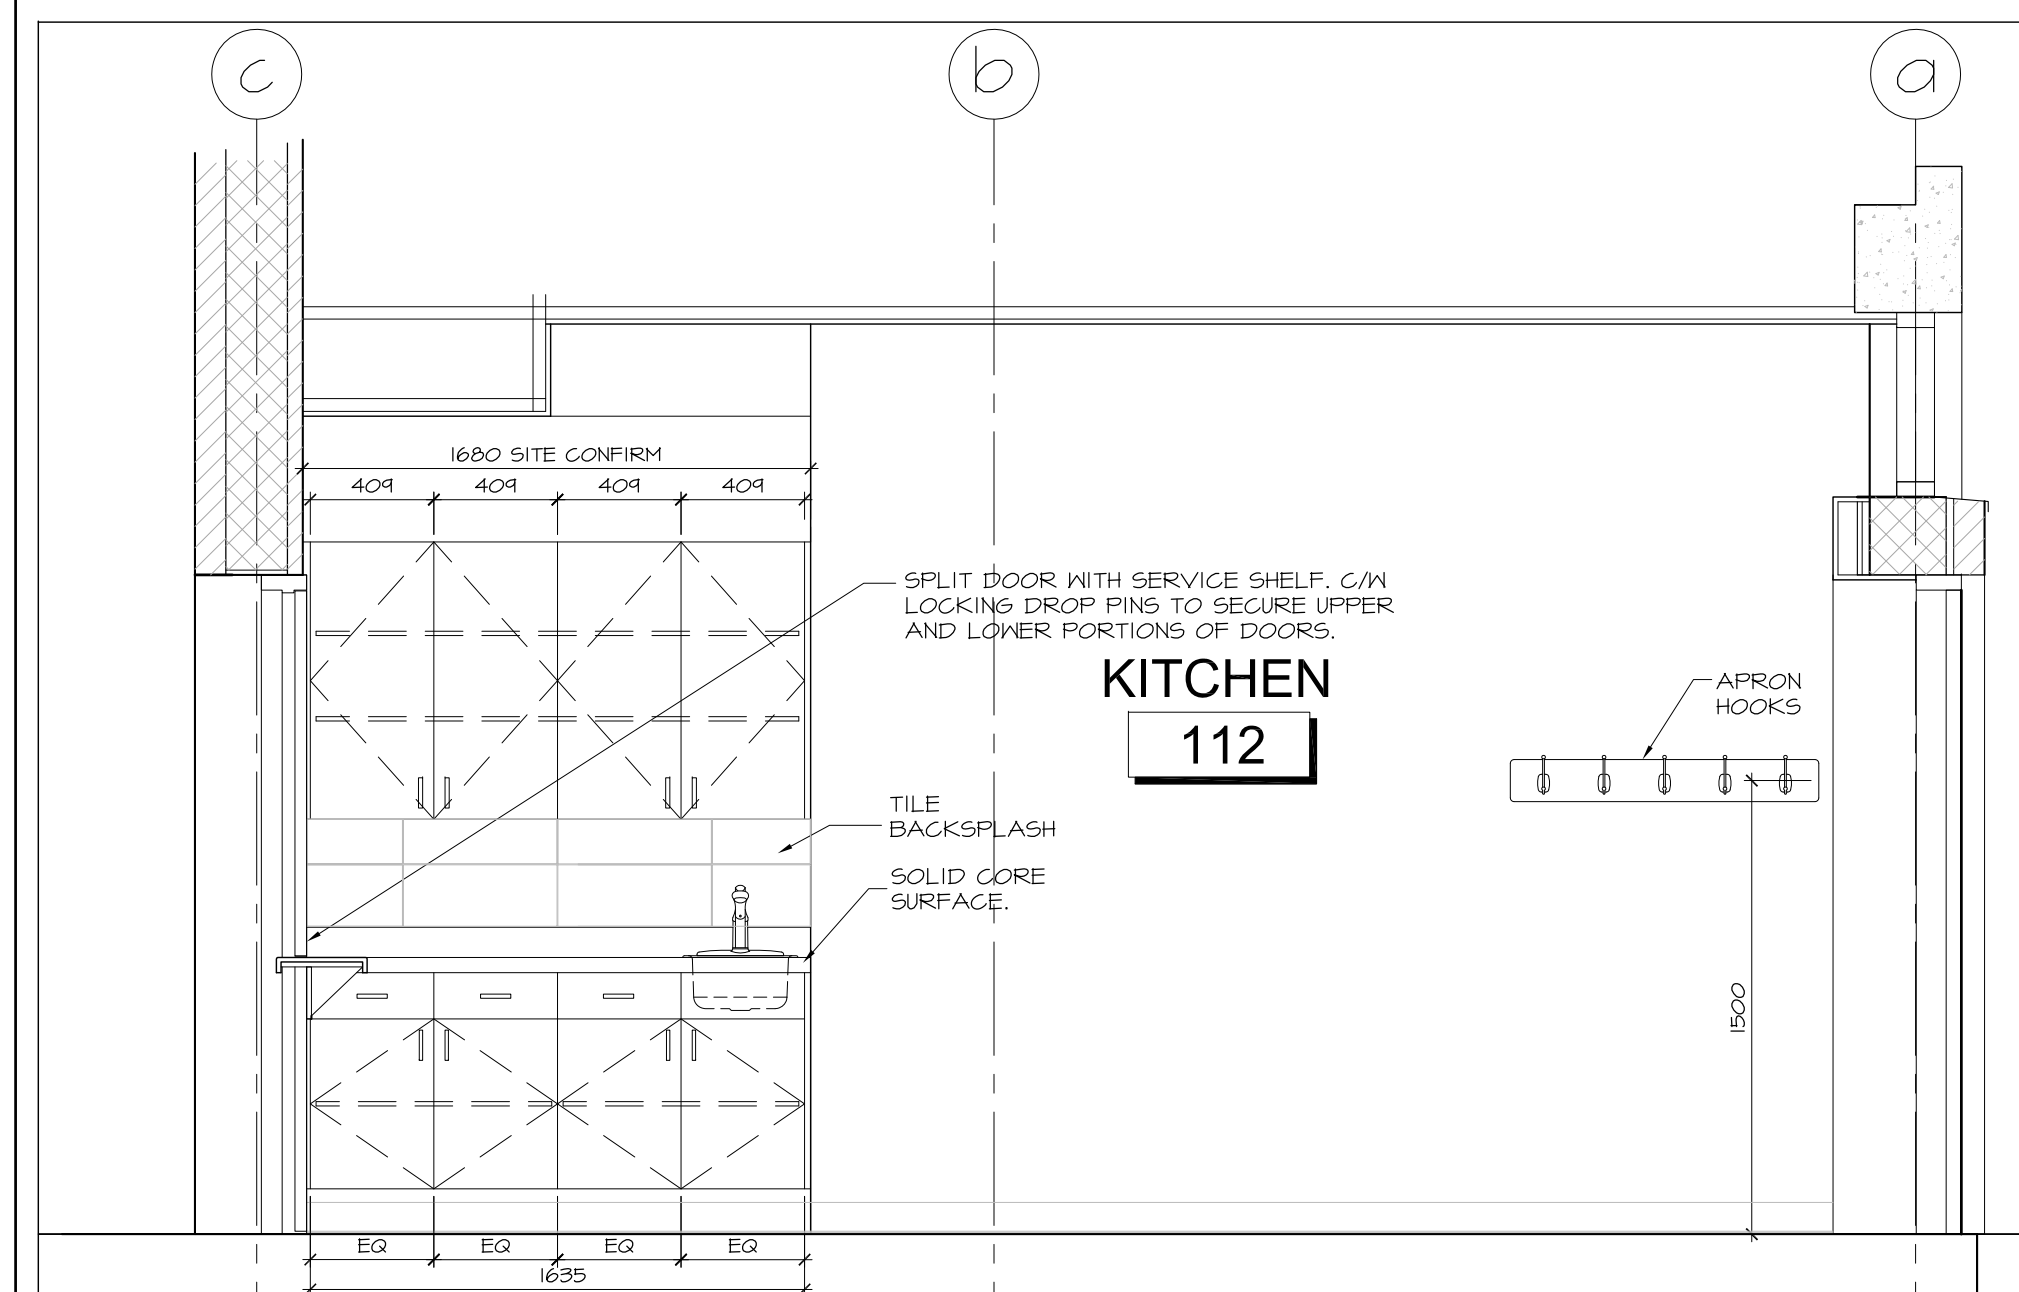 c b a
1680 SITE CONFIRM
409 409 409 409
SPLIT DOOR WITH SERVICE SHELF. C/W
LOCKING DROP PINS TO SECURE UPPER
AND LOWER PORTIONS OF DOORS.
KITCHEN
112
APRON
HOOKS
TILE
BACKSPLASH
SOLID CORE
SURFACE.
1500
EQ EQ EQ EQ
1635